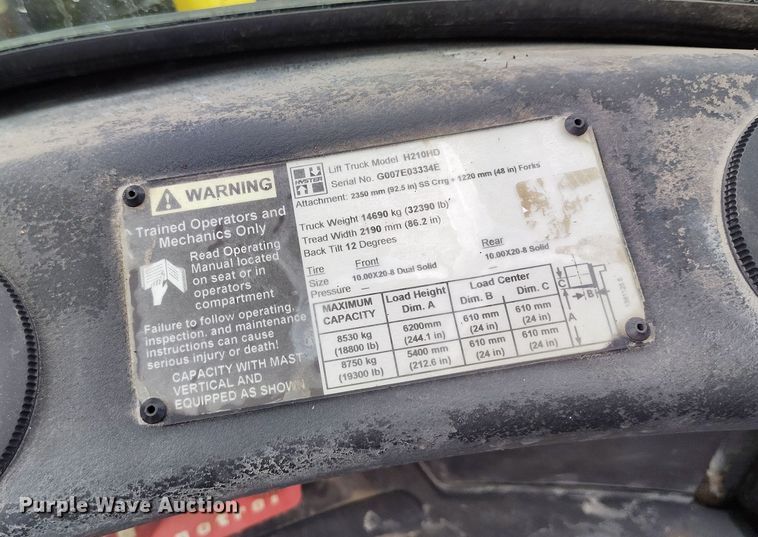 WARNING
Trained Operators and
Mechanics Only
Read Operating
Manual located
on seat or in
operators
compartment
Failure to follow operating,
inspection, and maintenance
instructions can cause
serious injury or death!
CAPACITY WITH MAST
VERTICAL AND
EQUIPPED AS SHOWN
HYSTER
Lift Truck Model H210HD
Serial No. G007E03334E
Attachment: 2350 mm (92.5 in) SS Crrg + 1220 mm (48 in) Forks
Truck Weight 14690 kg (32390 lb)
Tread Width 2190 mm (86.2 in)
Back Tilt 12 Degrees
Tire Front Rear
Size 10.00X20-8 Dual Solid 10.00X20-8 Solid
Pressure — —
MAXIMUM CAPACITY Load Height Dim. A Load Center Dim. B Dim. C
8530 kg (18800 lb) 6200mm (244.1 in) 610 mm (24 in) 610 mm (24 in)
8750 kg (19300 lb) 5400 mm (212.6 in) 610 mm (24 in) 610 mm (24 in)
C
B
A
Purple Wave Auction
Purple Wave Auction